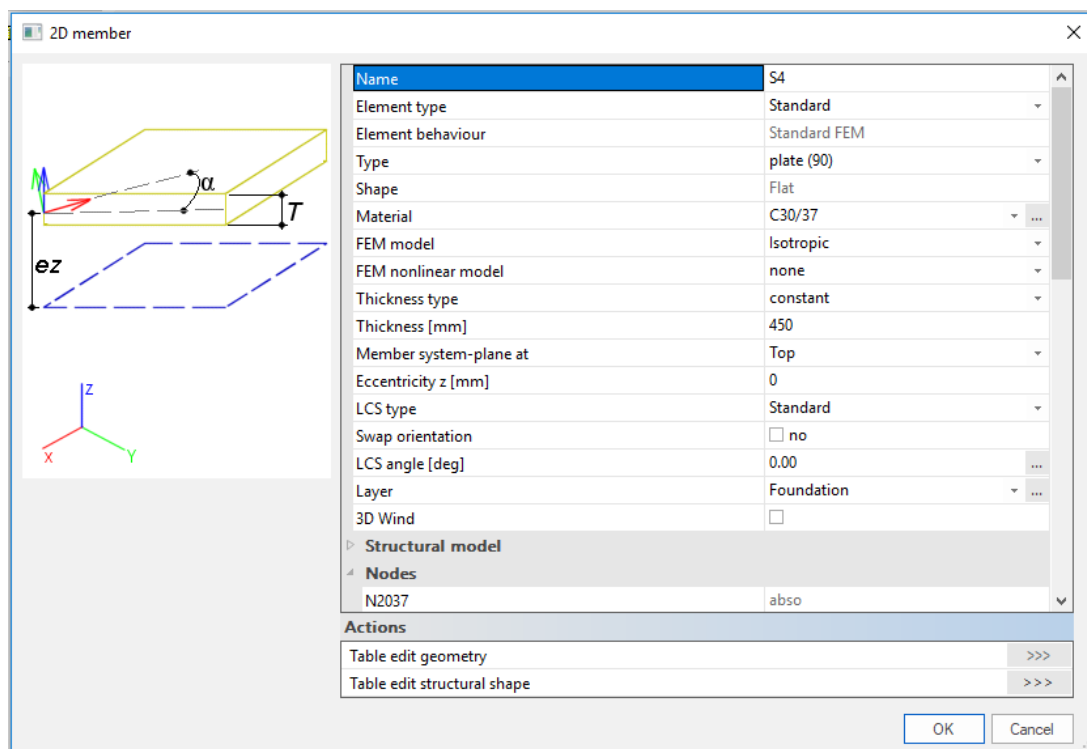 2D member
Name S4
Element type Standard
Element behaviour Standard FEM
Type plate (90)
Shape Flat
Material C30/37 ...
FEM model Isotropic
FEM nonlinear model none
Thickness type constant
Thickness [mm] 450
Member system-plane at Top
Eccentricity z [mm] 0
LCS type Standard
Swap orientation no
LCS angle [deg] 0.00 ...
Layer Foundation ...
3D Wind
Structural model
Nodes
N2037 abso
Actions
Table edit geometry >>>
Table edit structural shape >>>
OK Cancel
α
T
ez
Z
X Y